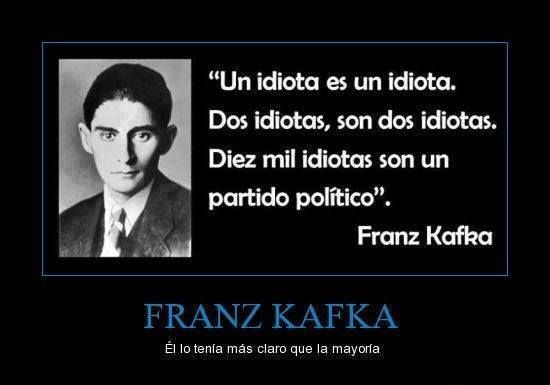 “Un idiota es un idiota.
Dos idiotas, son dos idiotas.
Diez mil idiotas son un
partido político”.
Franz Kafka
FRANZ KAFKA
Él lo tenía más claro que la mayoría